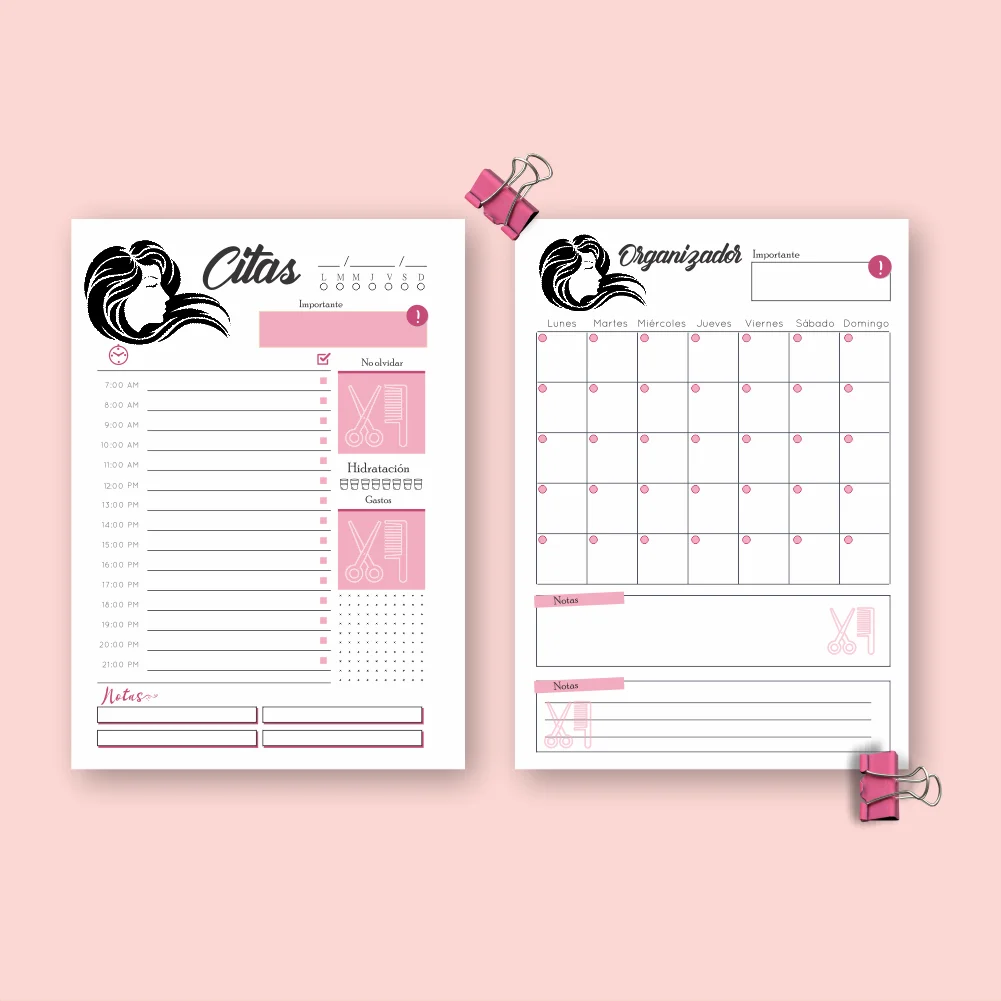 Citas
__/____/__
L M M J V S D
Importante
!
No olvidar
7:00 AM
8:00 AM
9:00 AM
10:00 AM
11:00 AM
12:00 PM
13:00 PM
14:00 PM
15:00 PM
16:00 PM
17:00 PM
18:00 PM
19:00 PM
20:00 PM
21:00 PM
Hidratación
Gastos
Notas
Organizador
Importante
!
Lunes Martes Miércoles Jueves Viernes Sábado Domingo
Notas
Notas